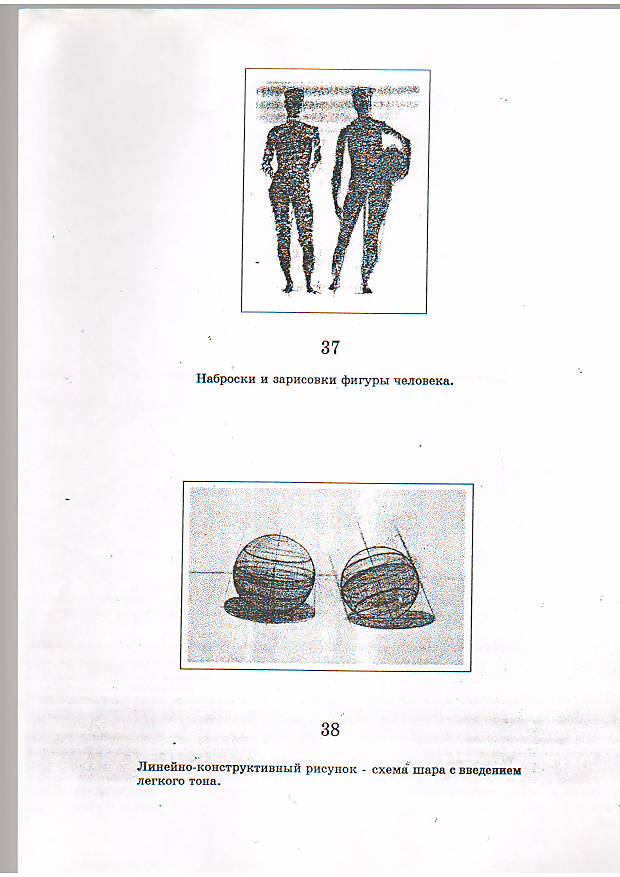 37
Наброски и зарисовки фигуры человека.
38
Линейно-конструктивный рисунок - схема шара с введением
легкого тона.